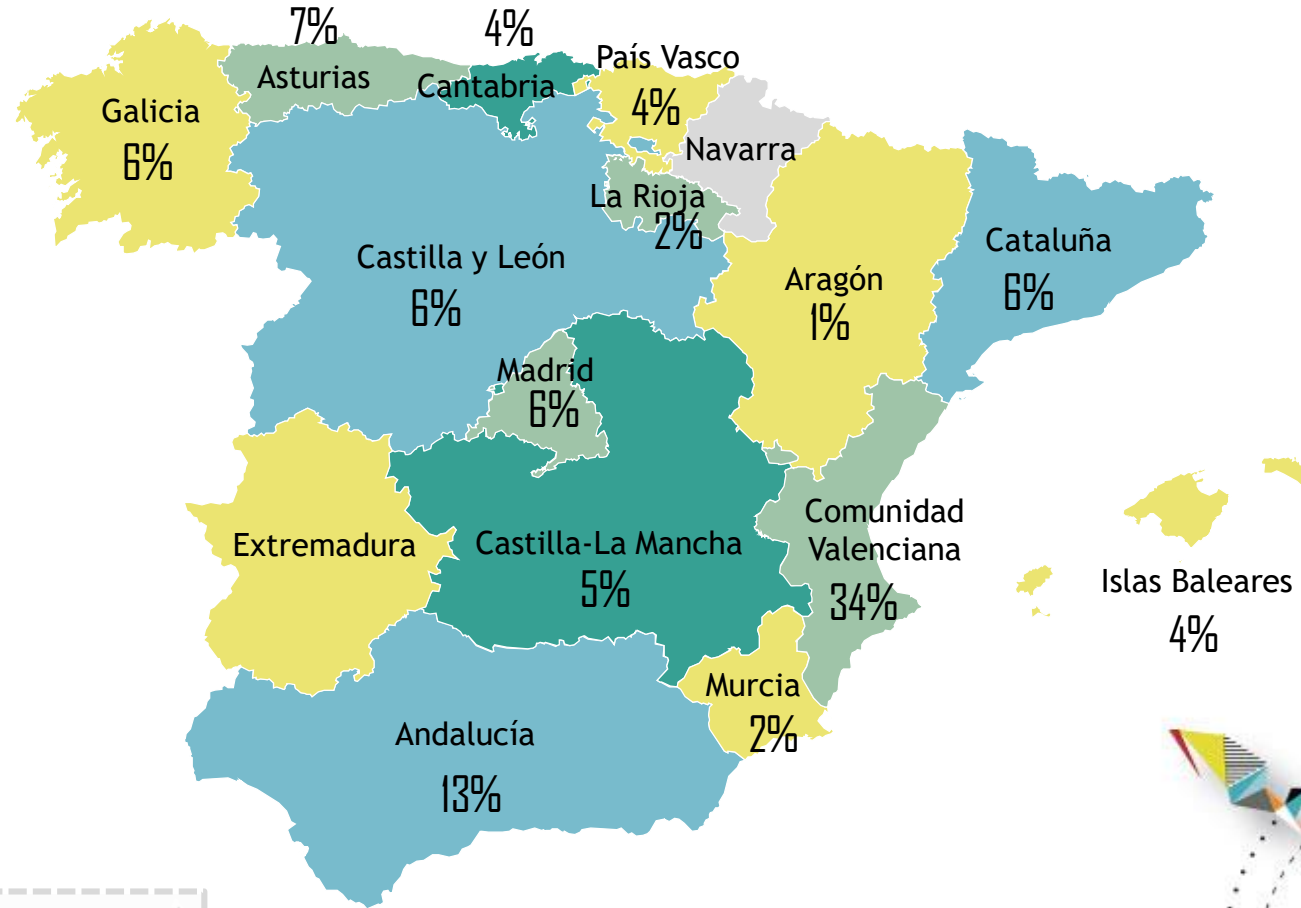 7%
Asturias
4%
Cantabria
País Vasco
4%
Galicia
6%
Navarra
La Rioja
2%
Castilla y León
6%
Aragón
1%
Cataluña
6%
Madrid
6%
Extremadura
Castilla-La Mancha
5%
Comunidad
Valenciana
34%
Islas Baleares
4%
Murcia
2%
Andalucía
13%